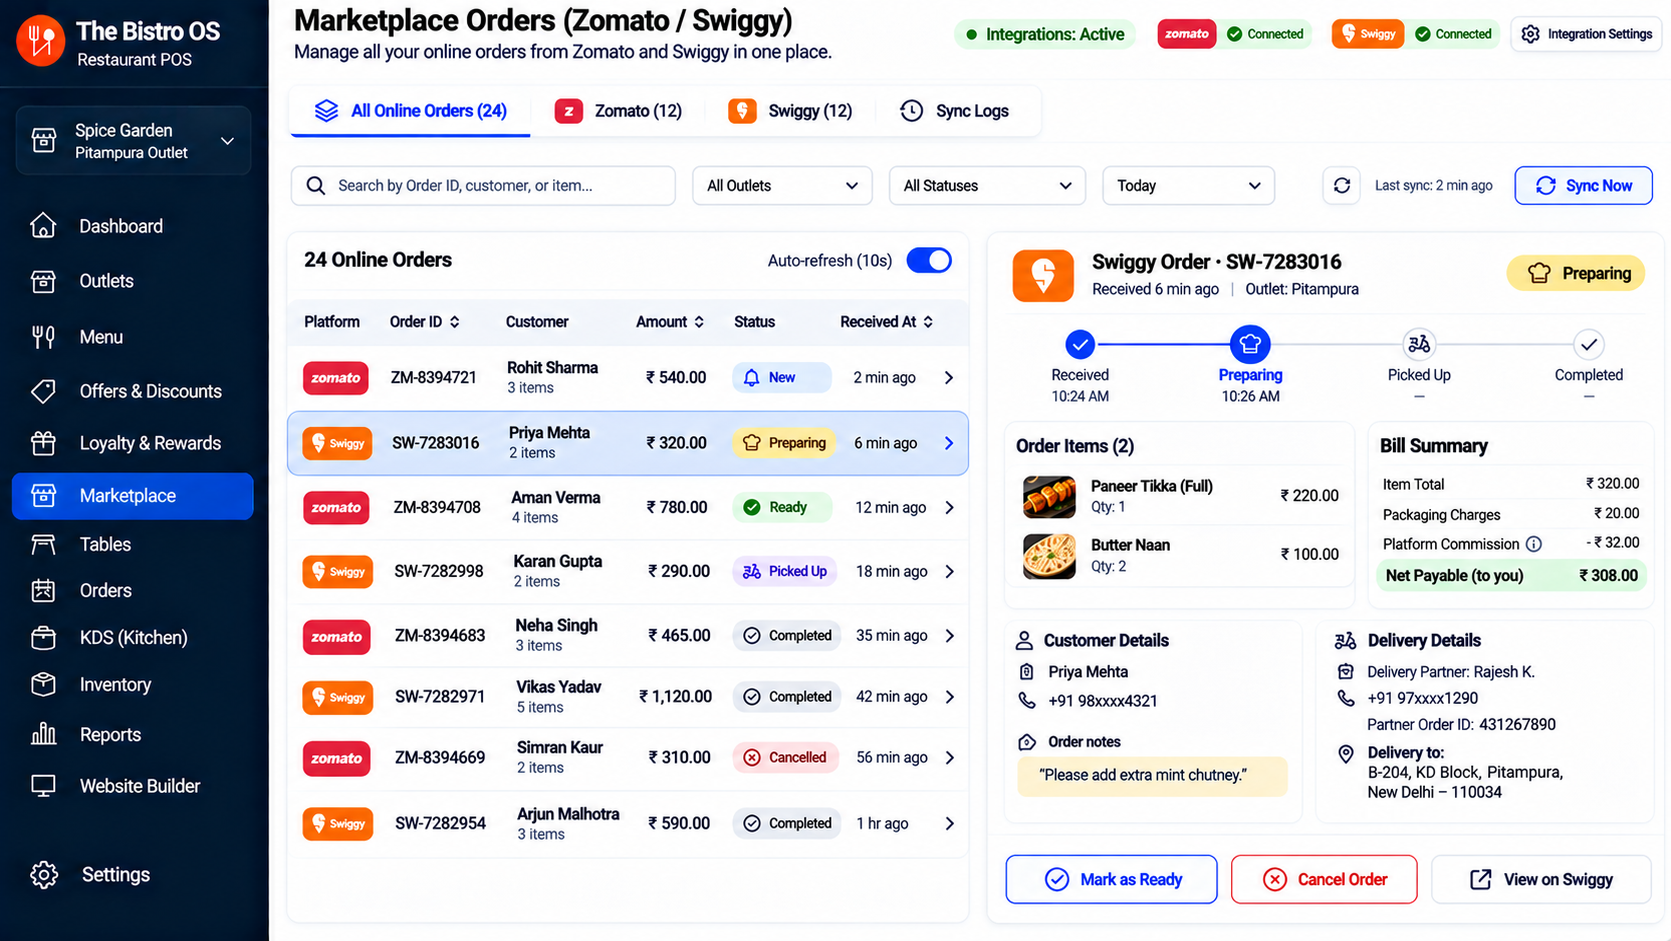 The Bistro OS
Restaurant POS
Spice Garden
Pitampura Outlet
Dashboard
Outlets
Menu
Offers & Discounts
Loyalty & Rewards
Marketplace
Tables
Orders
KDS (Kitchen)
Inventory
Reports
Website Builder
Settings
Marketplace Orders (Zomato / Swiggy)
Manage all your online orders from Zomato and Swiggy in one place.
Integrations: Active
zomato Connected
Swiggy Connected
Integration Settings
All Online Orders (24)
z Zomato (12)
Swiggy (12)
Sync Logs
Search by Order ID, customer, or item...
All Outlets
All Statuses
Today
Last sync: 2 min ago
Sync Now
24 Online Orders
Auto-refresh (10s)
Platform Order ID Customer Amount Status Received At
zomato ZM-8394721 Rohit Sharma ₹ 540.00 New 2 min ago
3 items
Swiggy SW-7283016 Priya Mehta ₹ 320.00 Preparing 6 min ago
2 items
zomato ZM-8394708 Aman Verma ₹ 780.00 Ready 12 min ago
4 items
Swiggy SW-7282998 Karan Gupta ₹ 290.00 Picked Up 18 min ago
2 items
zomato ZM-8394683 Neha Singh ₹ 465.00 Completed 35 min ago
3 items
Swiggy SW-7282971 Vikas Yadav ₹ 1,120.00 Completed 42 min ago
5 items
zomato ZM-8394669 Simran Kaur ₹ 310.00 Cancelled 56 min ago
2 items
Swiggy SW-7282954 Arjun Malhotra ₹ 590.00 Completed 1 hr ago
3 items
Swiggy Order · SW-7283016
Received 6 min ago | Outlet: Pitampura
Preparing
Received Preparing Picked Up Completed
10:24 AM 10:26 AM – –
Order Items (2)
Paneer Tikka (Full) ₹ 220.00
Qty: 1
Butter Naan ₹ 100.00
Qty: 2
Bill Summary
Item Total ₹ 320.00
Packaging Charges ₹ 20.00
Platform Commission - ₹ 32.00
Net Payable (to you) ₹ 308.00
Customer Details
Priya Mehta
+91 98xxxx4321
Order notes
“Please add extra mint chutney.”
Delivery Details
Delivery Partner: Rajesh K.
+91 97xxxx1290
Partner Order ID: 431267890
Delivery to:
B-204, KD Block, Pitampura,
New Delhi – 110034
Mark as Ready
Cancel Order
View on Swiggy